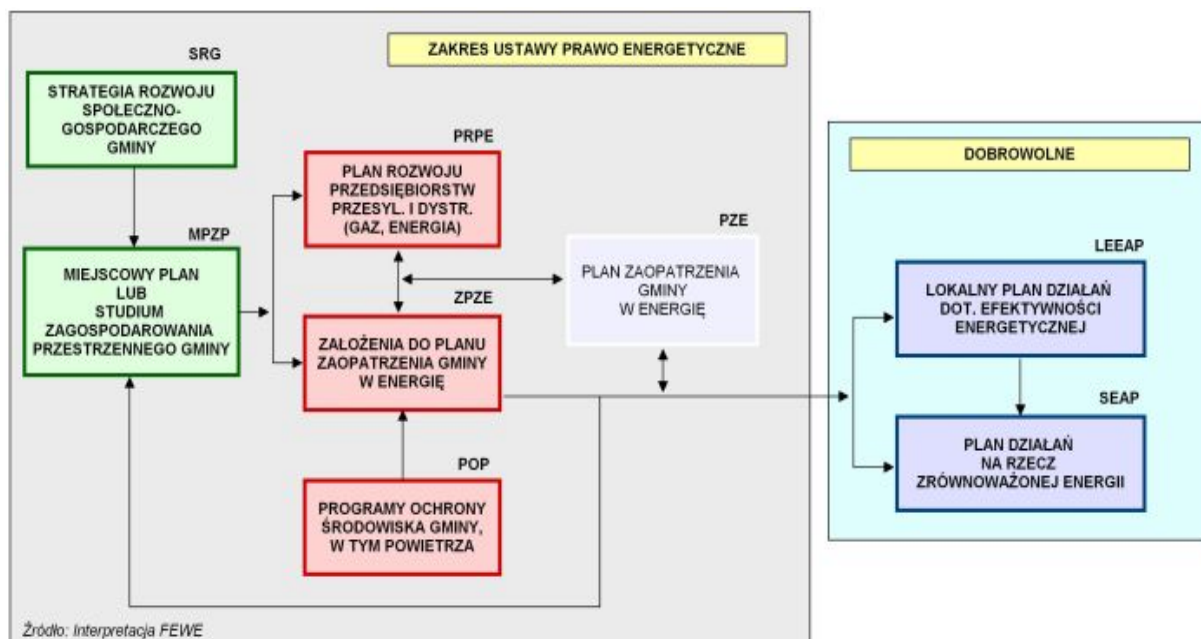 ZAKRES USTAWY PRAWO ENERGETYCZNE
SRG
STRATEGIA ROZWOJU
SPOŁECZNO-
GOSPODARCZEGO
GMINY
PRPE
PLAN ROZWOJU
PRZEDSIĘBIORSTW
PRZESYL. I DYSTR.
(GAZ, ENERGIA)
MPZP
MIEJSCOWY PLAN
LUB
STUDIUM
ZAGOSPODAROWANIA
PRZESTRZENNEGO GMINY
ZPZE
ZAŁOŻENIA DO PLANU
ZAOPATRZENIA GMINY
W ENERGIĘ
PZE
PLAN ZAOPATRZENIA
GMINY
W ENERGIĘ
POP
PROGRAMY OCHRONY
ŚRODOWISKA GMINY,
W TYM POWIETRZA
DOBROWOLNE
LEEAP
LOKALNY PLAN DZIAŁAŃ
DOT. EFEKTYWNOŚCI
ENERGETYCZNEJ
SEAP
PLAN DZIAŁAŃ
NA RZECZ
ZRÓWNOWAŻONEJ ENERGII
Źródło: Interpretacja FEWE